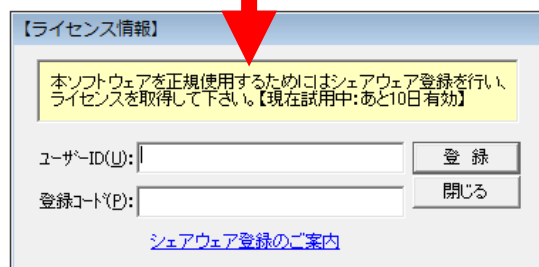 【ライセンス情報】
本ソフトウェアを正規使用するためにはシェアウェア登録を行い、
ライセンスを取得して下さい。【現在試用中:あと10日有効】
ユーザーID(U):
登 録
登録コード(P):
閉じる
シェアウェア登録のご案内